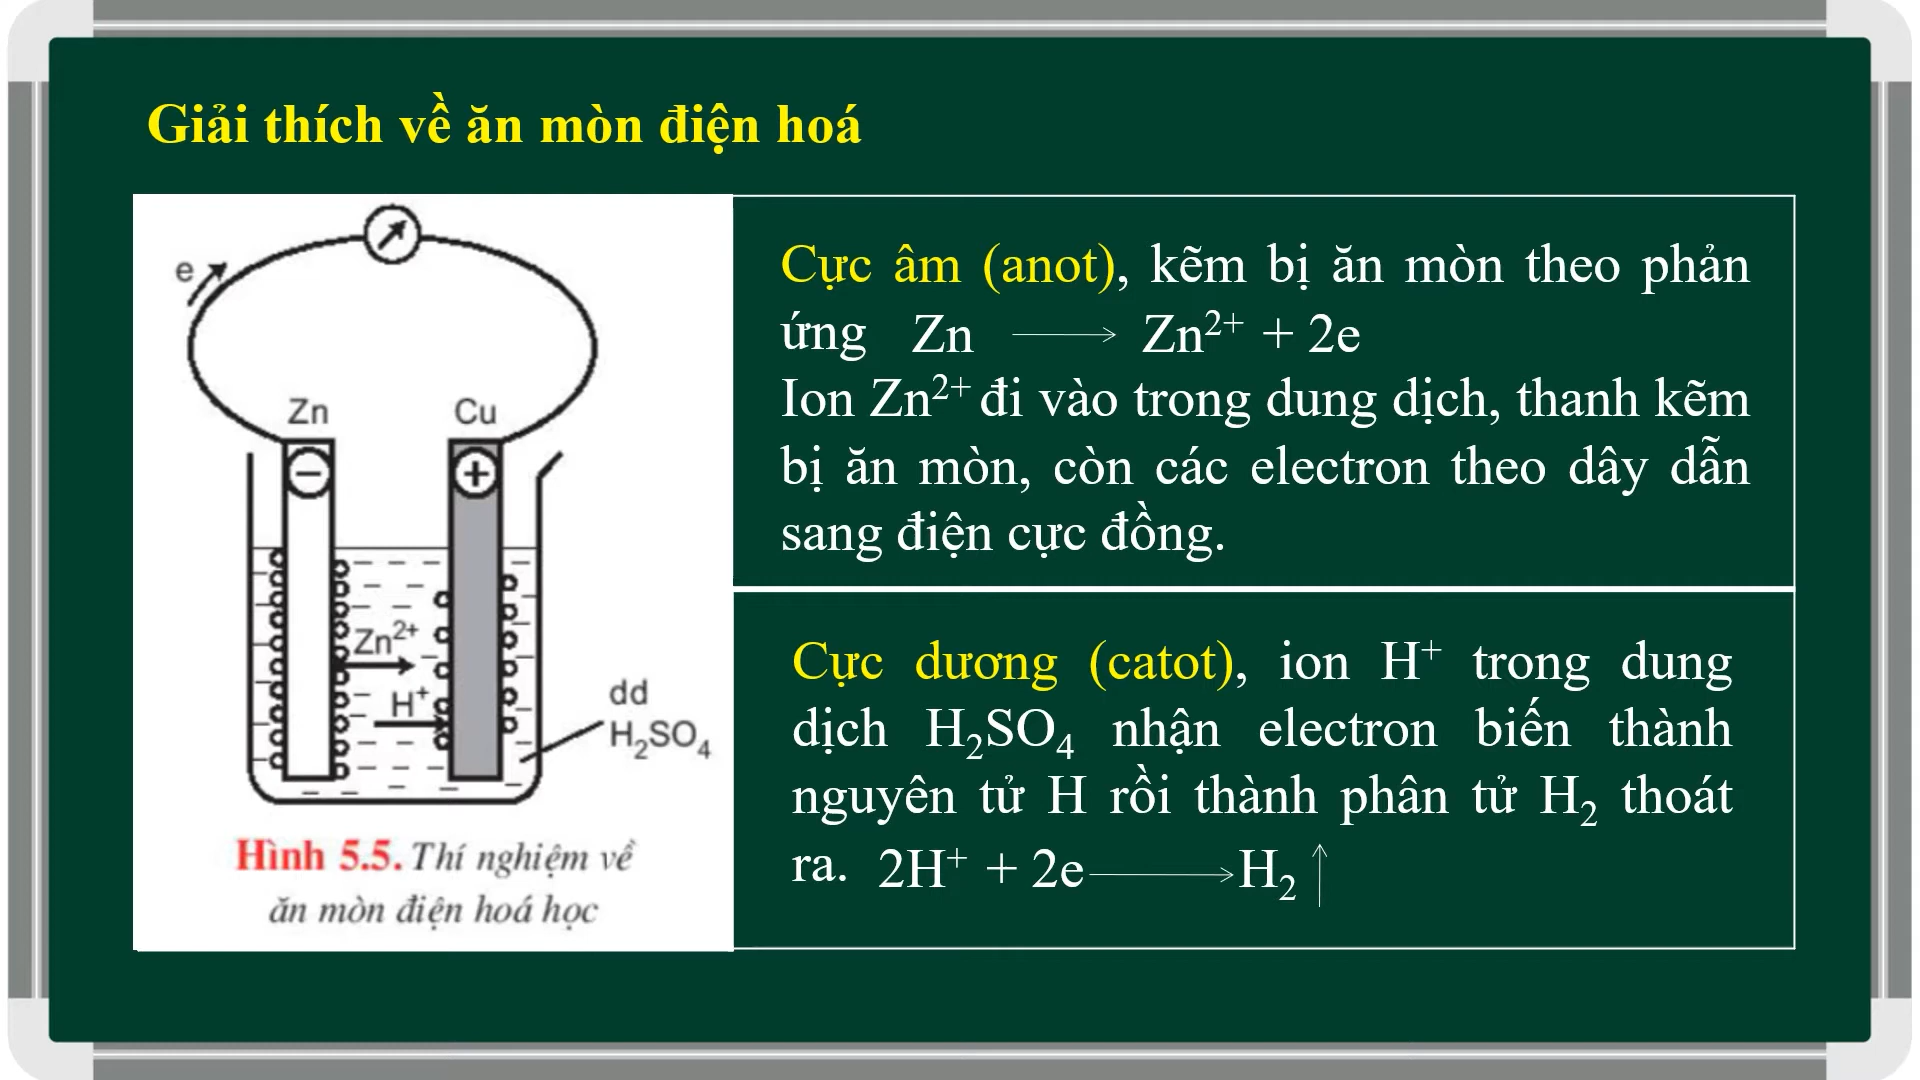 Giải thích về ăn mòn điện hoá
e
Zn
Cu
−
+
Zn²⁺
H⁺
dd
H₂SO₄
Hình 5.5. Thí nghiệm về
ăn mòn điện hoá học
Cực âm (anot), kẽm bị ăn mòn theo phản
ứng Zn ⟶ Zn²⁺ + 2e
Ion Zn²⁺ đi vào trong dung dịch, thanh kẽm
bị ăn mòn, còn các electron theo dây dẫn
sang điện cực đồng.
Cực dương (catot), ion H⁺ trong dung
dịch H₂SO₄ nhận electron biến thành
nguyên tử H rồi thành phân tử H₂ thoát
ra. 2H⁺ + 2e ⟶ H₂ ↑